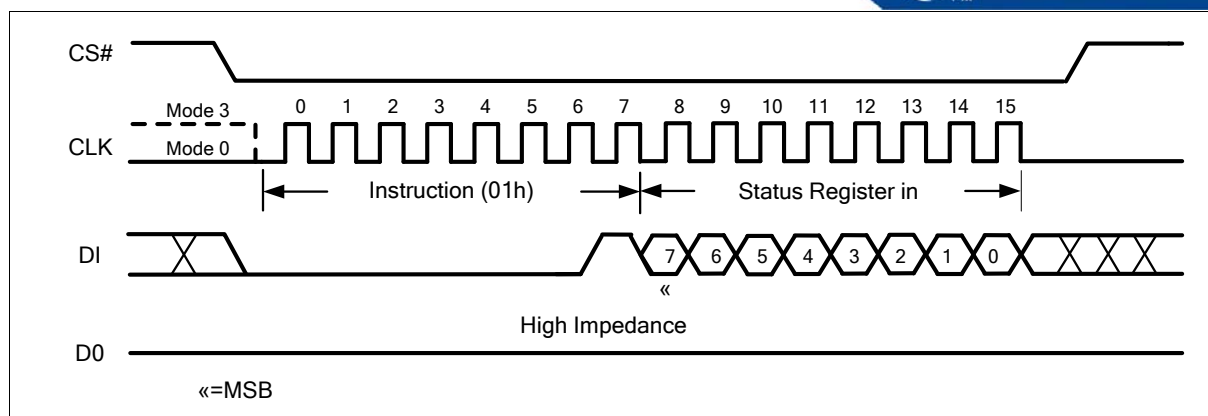 CS#
Mode 3
0 1 2 3 4 5 6 7 8 9 10 11 12 13 14 15
CLK
Mode 0
Instruction (01h)
Status Register in
DI
7 6 5 4 3 2 1 0
«
High Impedance
D0
«=MSB